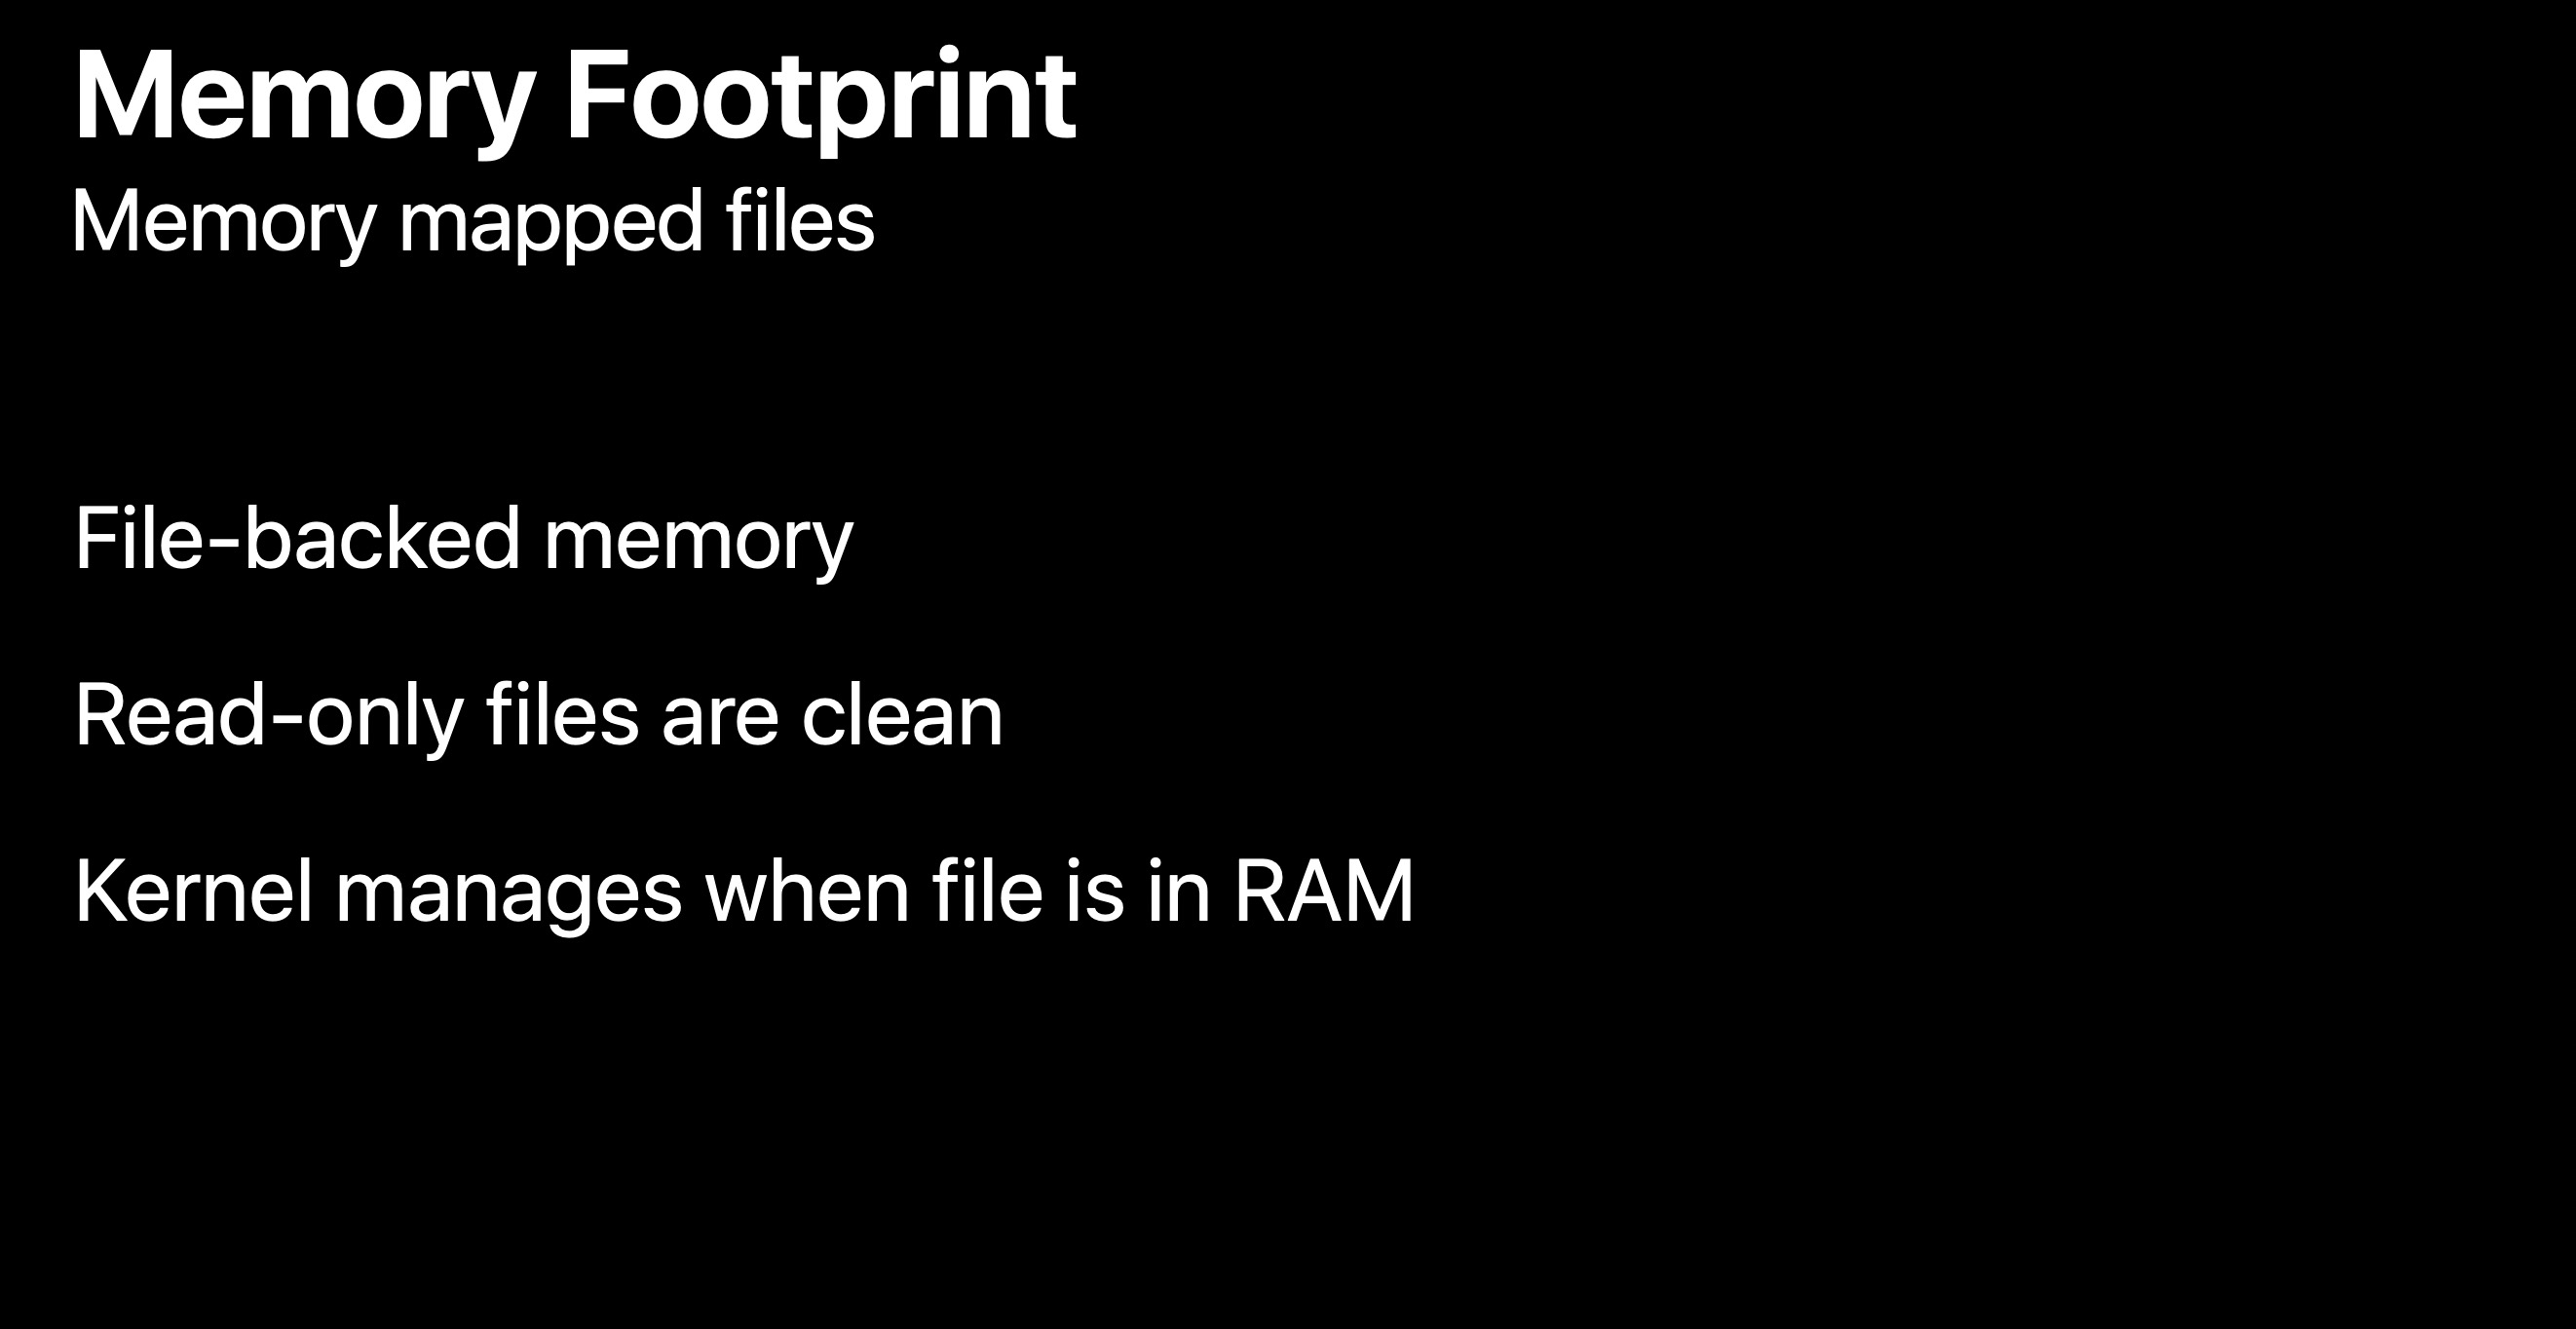 Memory Footprint
Memory mapped files
File-backed memory
Read-only files are clean
Kernel manages when file is in RAM